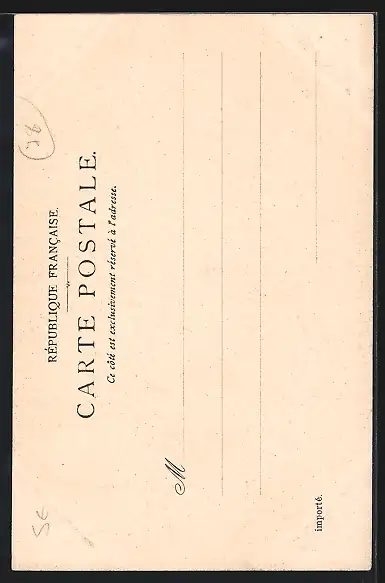 RÉPUBLIQUE FRANÇAISE.
CARTE POSTALE.
Ce côté est exclusivement réservé à l'adresse.
M
importé.